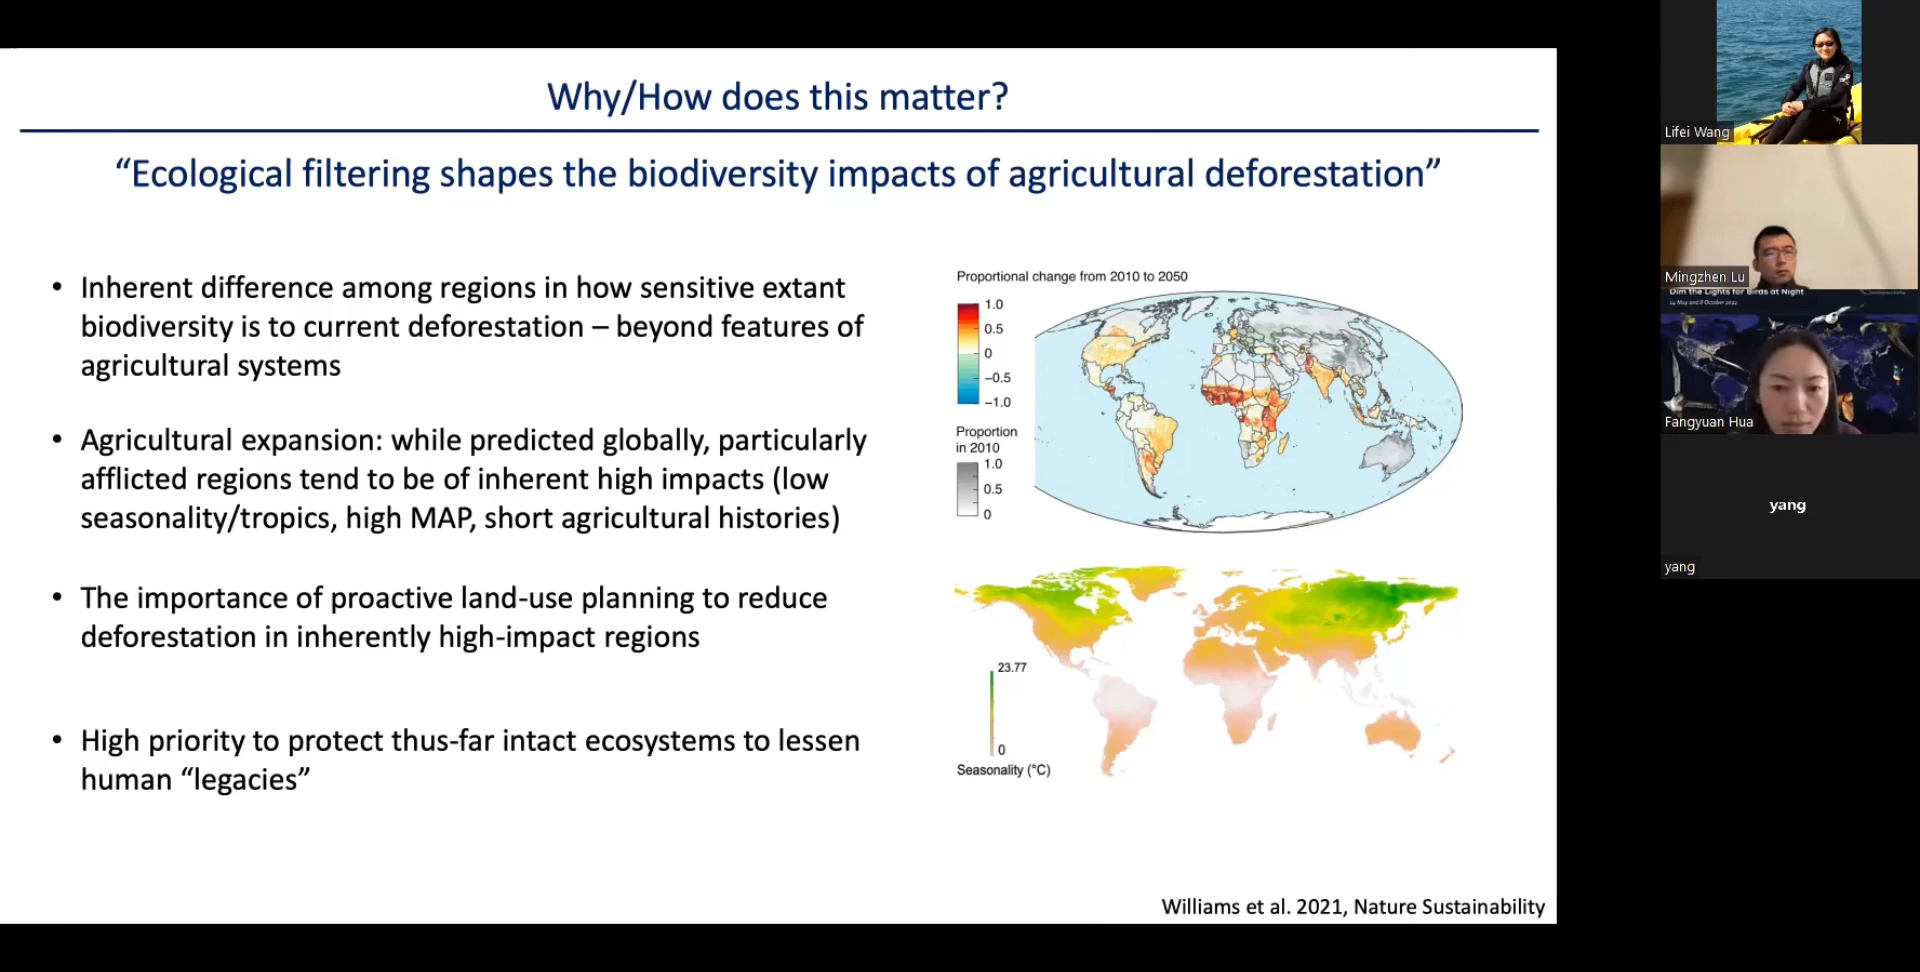 Why/How does this matter?
“Ecological filtering shapes the biodiversity impacts of agricultural deforestation”
• Inherent difference among regions in how sensitive extant
biodiversity is to current deforestation – beyond features of
agricultural systems
• Agricultural expansion: while predicted globally, particularly
afflicted regions tend to be of inherent high impacts (low
seasonality/tropics, high MAP, short agricultural histories)
• The importance of proactive land-use planning to reduce
deforestation in inherently high-impact regions
• High priority to protect thus-far intact ecosystems to lessen
human “legacies”
Proportional change from 2010 to 2050
1.0
0.5
0
−0.5
−1.0
Proportion
in 2010
1.0
0.5
0
23.77
0
Seasonality (°C)
Williams et al. 2021, Nature Sustainability
Lifei Wang
Mingzhen Lu
Dim the Lights for Birds at Night
14 May and 8 October 2022
Fangyuan Hua
yang
yang